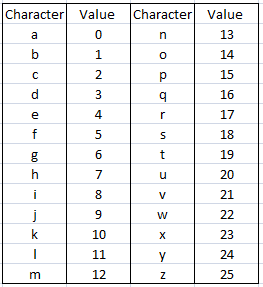 Character Value Character Value
a 0 n 13
b 1 o 14
c 2 p 15
d 3 q 16
e 4 r 17
f 5 s 18
g 6 t 19
h 7 u 20
i 8 v 21
j 9 w 22
k 10 x 23
l 11 y 24
m 12 z 25